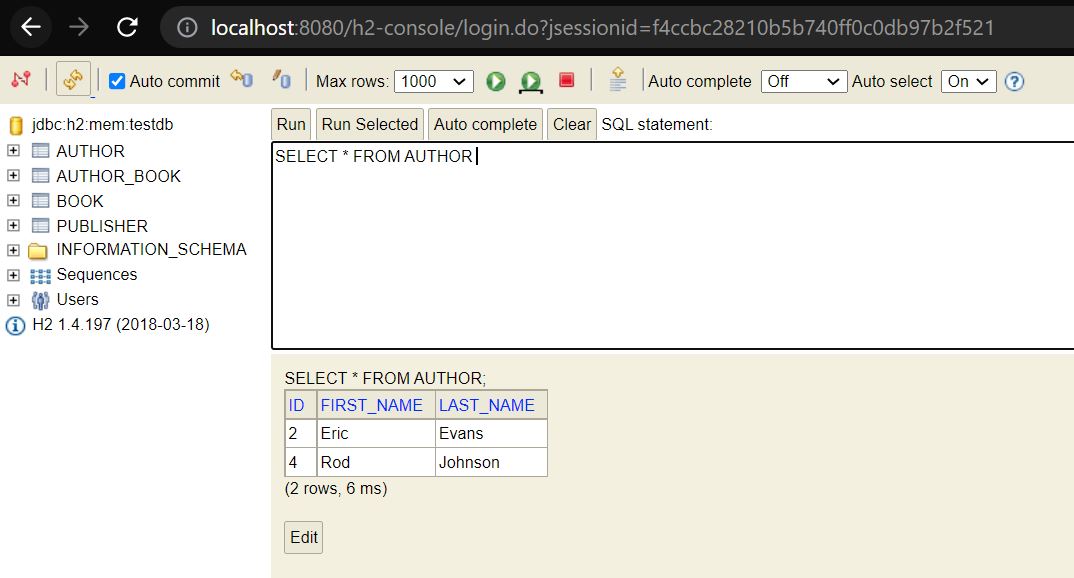 localhost:8080/h2-console/login.do?jsessionid=f4ccbc28210b5b740ff0c0db97b2f521
Auto commit Max rows: 1000 Auto complete Off Auto select On ?
jdbc:h2:mem:testdb
AUTHOR
AUTHOR_BOOK
BOOK
PUBLISHER
INFORMATION_SCHEMA
Sequences
Users
H2 1.4.197 (2018-03-18)
Run Run Selected Auto complete Clear SQL statement:
SELECT * FROM AUTHOR
SELECT * FROM AUTHOR;
ID FIRST_NAME LAST_NAME
2 Eric Evans
4 Rod Johnson
(2 rows, 6 ms)
Edit